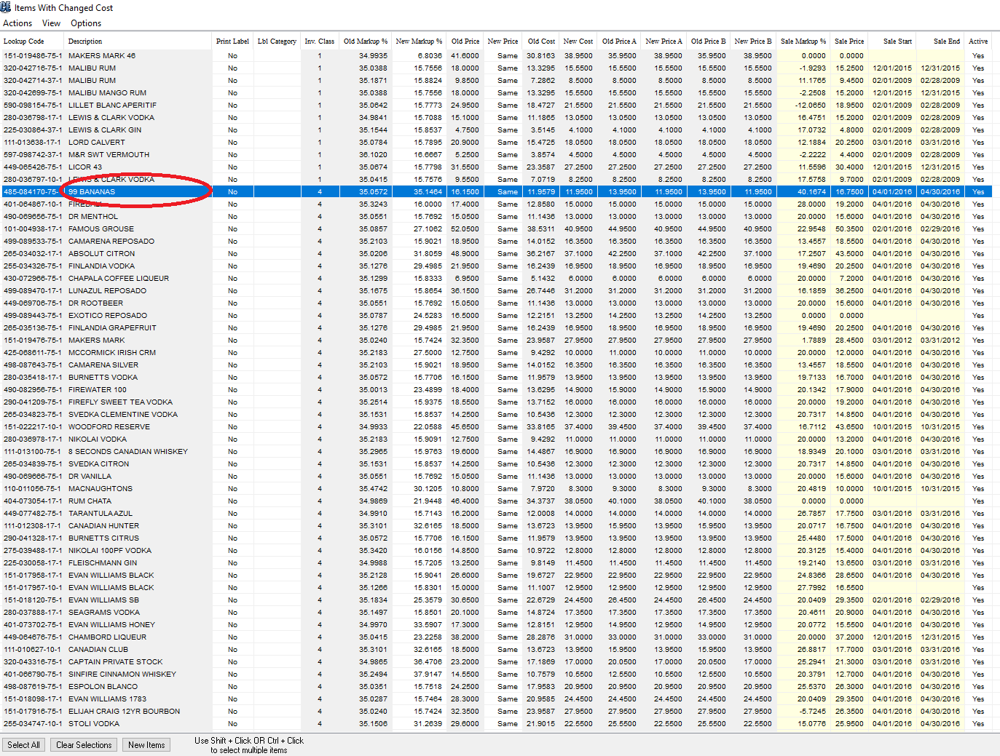 Items With Changed Cost
Actions View Options
Lookup Code Description Print Label Lbl Category Inv. Class Old Markup % New Markup % Old Price New Price Old Cost New Cost Old Price A New Price A Old Price B New Price B Sale Markup % Sale Price Sale Start Sale End Active
151-019486-75-1 MAKERS MARK 46 No 1 34.9935 6.8036 41.6000 Same 30.8163 38.9500 35.9500 38.9500 35.9500 38.9500 0.0000 0.0000 Yes
320-042716-75-1 MALIBU RUM No 1 35.0388 15.7556 18.0000 Same 13.3295 15.5500 15.5500 15.5500 15.5500 15.5500 -1.9293 15.2500 12/01/2015 12/31/2015 Yes
320-042714-37-1 MALIBU RUM No 1 35.1871 15.8824 9.8500 Same 7.2862 8.5000 8.5000 8.5000 8.5000 8.5000 11.1765 9.4500 02/01/2009 02/28/2009 Yes
320-042699-75-1 MALIBU MANGO RUM No 1 35.0388 15.7556 18.0000 Same 13.3295 15.5500 15.5500 15.5500 15.5500 15.5500 -2.2508 15.2000 12/01/2015 12/31/2015 Yes
590-098154-75-1 LILLET BLANC APERITIF No 1 35.0642 15.7773 24.9500 Same 18.4727 21.5500 21.5500 21.5500 21.5500 21.5500 -12.0650 18.9500 02/01/2009 02/28/2009 Yes
280-036798-17-1 LEWIS & CLARK VODKA No 1 34.9841 15.7088 15.1000 Same 11.1865 13.0500 13.0500 13.0500 13.0500 13.0500 16.4751 15.2000 02/01/2009 02/28/2009 Yes
225-030864-37-1 LEWIS & CLARK GIN No 1 35.1544 15.8537 4.7500 Same 3.5145 4.1000 4.1000 4.1000 4.1000 4.1000 17.0732 4.8000 02/01/2009 02/28/2009 Yes
111-013638-17-1 LORD CALVERT No 1 35.0784 15.7895 20.9000 Same 15.4725 18.0500 18.0500 18.0500 18.0500 18.0500 12.1884 20.2500 03/01/2016 03/31/2016 Yes
597-098742-37-1 M&R SWT VERMOUTH No 1 36.1020 16.6667 5.2500 Same 3.8574 4.5000 4.5000 4.5000 4.5000 4.5000 -2.2222 4.4000 02/01/2009 02/28/2009 Yes
449-065426-75-1 LICOR 43 No 1 35.0674 15.7798 31.5500 Same 23.3587 27.2500 27.2500 27.2500 27.2500 27.2500 11.5596 30.4000 12/01/2015 12/31/2015 Yes
280-036797-10-1 LEWIS & CLARK VODKA No 1 35.0415 15.7576 9.5500 Same 7.0719 8.2500 8.2500 8.2500 8.2500 8.2500 17.5758 9.7000 02/01/2009 02/28/2009 Yes
485-084170-75- 99 BANANAS No 4 35.0572 35.1464 16.1500 Same 11.9579 11.9500 13.9500 11.9500 13.9500 11.9500 40.1674 16.7500 04/01/2016 04/30/2016 Yes
401-064867-10-1 FIREBALL No 4 35.3243 16.0000 17.4000 Same 12.8580 15.0000 15.0000 15.0000 15.0000 15.0000 28.0000 19.2000 04/01/2016 04/30/2016 Yes
490-069656-75-1 DR MENTHOL No 4 35.0551 15.7692 15.0500 Same 11.1436 13.0000 13.0000 13.0000 13.0000 13.0000 20.0000 15.6000 04/01/2016 04/30/2016 Yes
101-004938-17-1 FAMOUS GROUSE No 4 35.0857 27.1062 52.0500 Same 38.5311 40.9500 44.9500 40.9500 44.9500 40.9500 22.9548 50.3500 02/01/2016 02/29/2016 Yes
499-089533-75-1 CAMARENA REPOSADO No 4 35.2103 15.9021 18.9500 Same 14.0152 16.3500 16.3500 16.3500 16.3500 16.3500 13.4557 18.5500 04/01/2016 04/30/2016 Yes
265-034032-17-1 ABSOLUT CITRON No 4 35.0206 31.8059 48.9000 Same 36.2167 37.1000 42.2500 37.1000 42.2500 37.1000 17.2507 43.5000 04/01/2016 04/30/2016 Yes
255-034326-75-1 FINLANDIA VODKA No 4 35.1276 29.4985 21.9500 Same 16.2439 16.9500 18.9500 16.9500 18.9500 16.9500 19.4690 20.2500 04/01/2016 04/30/2016 Yes
430-072966-75-1 CHAPALA COFFEE LIQUEUR No 4 35.1299 15.8333 6.9500 Same 5.1432 6.0000 6.0000 6.0000 6.0000 6.0000 20.0000 7.2000 04/01/2016 04/30/2016 Yes
499-089470-17-1 LUNAZUL REPOSADO No 4 35.1675 15.8654 36.1500 Same 26.7446 31.2000 31.2000 31.2000 31.2000 31.2000 16.1859 36.2500 04/01/2016 04/30/2016 Yes
449-069706-75-1 DR ROOTBEER No 4 35.0551 15.7692 15.0500 Same 11.1436 13.0000 13.0000 13.0000 13.0000 13.0000 20.0000 15.6000 04/01/2016 04/30/2016 Yes
499-089443-75-1 EXOTICO REPOSADO No 4 35.0787 24.5283 16.5000 Same 12.2151 13.2500 14.2500 13.2500 14.2500 13.2500 0.0000 0.0000 Yes
265-035136-75-1 FINLANDIA GRAPEFRUIT No 4 35.1276 29.4985 21.9500 Same 16.2439 16.9500 18.9500 16.9500 18.9500 16.9500 19.4690 20.2500 04/01/2016 04/30/2016 Yes
151-019476-75-1 MAKERS MARK No 4 35.0240 15.7424 32.3500 Same 23.9587 27.9500 27.9500 27.9500 27.9500 27.9500 1.7889 28.4500 03/01/2012 03/31/2012 Yes
425-068611-75-1 MCCORMICK IRISH CRM No 4 35.2183 27.5000 12.7500 Same 9.4292 10.0000 11.0000 10.0000 11.0000 10.0000 20.0000 12.0000 04/01/2016 04/30/2016 Yes
498-087643-75-1 CAMARENA SILVER No 4 35.2103 15.9021 18.9500 Same 14.0152 16.3500 16.3500 16.3500 16.3500 16.3500 13.4557 18.5500 04/01/2016 04/30/2016 Yes
280-035418-17-1 BURNETTS VODKA No 4 35.0572 15.7706 16.1500 Same 11.9579 13.9500 13.9500 13.9500 13.9500 13.9500 19.7133 16.7000 04/01/2016 04/30/2016 Yes
490-082956-75-1 FIREWATER 100 No 4 35.0013 23.4899 18.4000 Same 13.6295 14.9000 15.9000 14.9000 15.9000 14.9000 20.1342 17.9000 04/01/2016 04/30/2016 Yes
290-041209-75-1 FIREFLY SWEET TEA VODKA No 4 35.2514 15.9375 18.5500 Same 13.7152 16.0000 16.0000 16.0000 16.0000 16.0000 20.0000 19.2000 04/01/2016 04/30/2016 Yes
265-034823-75-1 SVEDKA CLEMENTINE VODKA No 4 35.1531 15.8537 14.2500 Same 10.5436 12.3000 12.3000 12.3000 12.3000 12.3000 20.7317 14.8500 04/01/2016 04/30/2016 Yes
151-022217-10-1 WOODFORD RESERVE No 4 34.9933 22.0588 45.6500 Same 33.8165 37.4000 39.4500 37.4000 39.4500 37.4000 16.7112 43.6500 10/01/2015 10/31/2015 Yes
280-036978-17-1 NIKOLAI VODKA No 4 35.2183 15.9091 12.7500 Same 9.4292 11.0000 11.0000 11.0000 11.0000 11.0000 20.0000 13.2000 04/01/2016 04/30/2016 Yes
111-013100-75-1 8 SECONDS CANADIAN WHISKEY No 4 35.2965 15.9763 19.6000 Same 14.4867 16.9000 16.9000 16.9000 16.9000 16.9000 18.9349 20.1000 03/01/2016 03/31/2016 Yes
265-034839-75-1 SVEDKA CITRON No 4 35.1531 15.8537 14.2500 Same 10.5436 12.3000 12.3000 12.3000 12.3000 12.3000 20.7317 14.8500 04/01/2016 04/30/2016 Yes
490-069666-75-1 DR VANILLA No 4 35.0551 15.7692 15.0500 Same 11.1436 13.0000 13.0000 13.0000 13.0000 13.0000 20.0000 15.6000 04/01/2016 04/30/2016 Yes
110-011056-75-1 MACNAUGHTONS No 4 35.4742 30.1205 10.8000 Same 7.9720 8.3000 9.3000 8.3000 9.3000 8.3000 20.4819 10.0000 10/01/2015 10/31/2015 Yes
404-073054-17-1 RUM CHATA No 4 34.9869 21.9448 46.4000 Same 34.3737 38.0500 40.1000 38.0500 40.1000 38.0500 0.0000 0.0000 Yes
449-077482-75-1 TARANTULA AZUL No 4 34.9910 15.7143 16.2000 Same 12.0008 14.0000 14.0000 14.0000 14.0000 14.0000 26.7857 17.7500 03/01/2016 03/31/2016 Yes
111-012308-17-1 CANADIAN HUNTER No 4 35.3101 32.6165 18.5000 Same 13.6723 13.9500 15.9500 13.9500 15.9500 13.9500 20.0717 16.7500 04/01/2016 04/30/2016 Yes
290-041328-17-1 BURNETTS CITRUS No 4 35.0572 15.7706 16.1500 Same 11.9579 13.9500 13.9500 13.9500 13.9500 13.9500 25.4480 17.5000 04/01/2016 04/30/2016 Yes
275-039488-17-1 NIKOLAI 100PF VODKA No 4 35.3420 16.0156 14.8500 Same 10.9722 12.8000 12.8000 12.8000 12.8000 12.8000 20.3125 15.4000 04/01/2016 04/30/2016 Yes
225-030058-17-1 FLEISCHMANN GIN No 4 34.9988 15.7205 13.2500 Same 9.8149 11.4500 11.4500 11.4500 11.4500 11.4500 19.2140 13.6500 03/01/2016 03/31/2016 Yes
151-017958-17-1 EVAN WILLIAMS BLACK No 4 35.2128 15.9041 26.6000 Same 19.6727 22.9500 22.9500 22.9500 22.9500 22.9500 24.8366 28.6500 04/01/2016 04/30/2016 Yes
151-017957-10-1 EVAN WILLIAMS BLACK No 4 35.1266 15.8301 15.0000 Same 11.1007 12.9500 12.9500 12.9500 12.9500 12.9500 27.7992 16.5500 Yes
151-018120-75-1 EVAN WILLIAMS SB No 4 35.1834 25.3579 30.6500 Same 22.6729 24.4500 26.4500 24.4500 26.4500 24.4500 20.0409 29.3500 02/01/2016 02/29/2016 Yes
280-037888-17-1 SEAGRAMS VODKA No 4 35.1497 15.8501 20.1000 Same 14.8724 17.3500 17.3500 17.3500 17.3500 17.3500 20.4611 20.9000 04/01/2016 04/30/2016 Yes
401-073702-75-1 EVAN WILLIAMS HONEY No 4 34.9970 33.5907 17.3000 Same 12.8151 12.9500 14.9500 12.9500 14.9500 12.9500 20.0772 15.5500 04/01/2016 04/30/2016 Yes
449-064676-75-1 CHAMBORD LIQUEUR No 4 35.0415 23.2258 38.2000 Same 28.2876 31.0000 33.0000 31.0000 33.0000 31.0000 20.0000 37.2000 12/01/2015 12/31/2015 Yes
111-010627-10-1 CANADIAN CLUB No 4 35.3101 32.6165 18.5000 Same 13.6723 13.9500 15.9500 13.9500 15.9500 13.9500 26.8817 17.7000 03/01/2016 03/31/2016 Yes
320-043316-75-1 CAPTAIN PRIVATE STOCK No 4 34.9865 36.4706 23.2000 Same 17.1869 17.0000 20.0500 17.0000 20.0500 17.0000 25.2941 21.3000 03/01/2016 03/31/2016 Yes
401-066790-75-1 SINFIRE CINNAMON WHISKEY No 4 35.2494 37.9147 14.5500 Same 10.7579 10.5500 12.5500 10.5500 12.5500 10.5500 20.3791 12.7000 04/01/2016 04/30/2016 Yes
498-087619-75-1 ESPOLON BLANCO No 4 35.0351 15.7518 24.2500 Same 17.9583 20.9500 20.9500 20.9500 20.9500 20.9500 25.5370 26.3000 04/01/2016 04/30/2016 Yes
151-018098-17-1 EVAN WILLIAMS 1783 No 4 35.0287 15.7464 28.3000 Same 20.9585 24.4500 24.4500 24.4500 24.4500 24.4500 20.0409 29.3500 04/01/2016 04/30/2016 Yes
151-017916-75-1 ELIJAH CRAIG 12YR BOURBON No 4 35.0240 15.7424 32.3500 Same 23.9587 27.9500 27.9500 27.9500 27.9500 27.9500 -5.7245 26.3500 04/01/2016 04/30/2016 Yes
255-034747-10-1 STOLI VODKA No 4 35.1506 31.2639 29.6000 Same 21.9015 22.5500 25.5500 22.5500 25.5500 22.5500 15.0776 25.9500 04/01/2016 04/30/2016 Yes
Select All Clear Selections New Items Use Shift + Click OR Ctrl + Click
to select multiple items